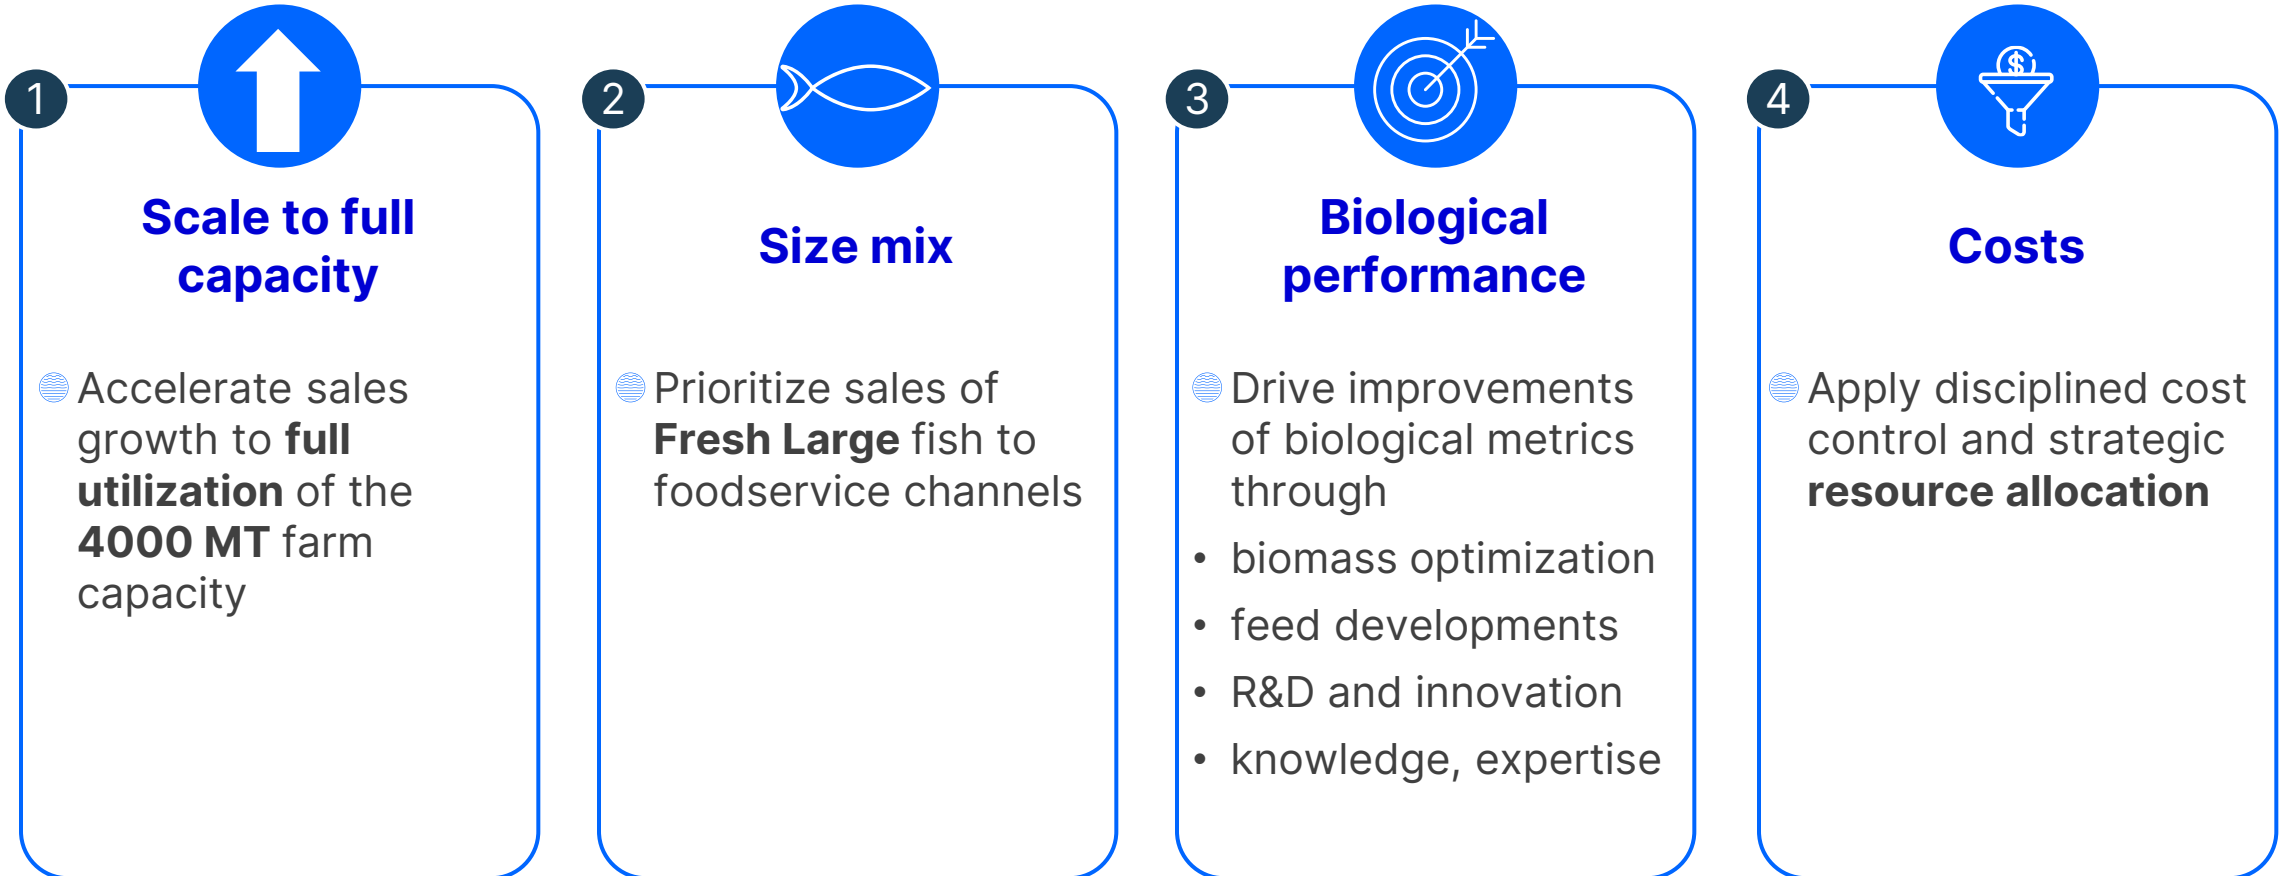 1
Scale to full
capacity
Accelerate sales
growth to full
utilization of the
4000 MT farm
capacity
2
Size mix
Prioritize sales of
Fresh Large fish to
foodservice channels
3
Biological
performance
Drive improvements
of biological metrics
through
• biomass optimization
• feed developments
• R&D and innovation
• knowledge, expertise
4
$
Costs
Apply disciplined cost
control and strategic
resource allocation